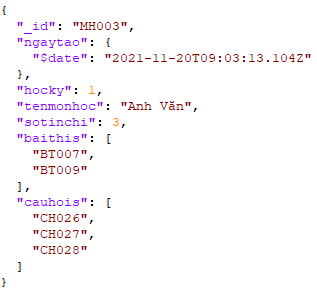 {
  "_id": "MH003",
  "ngaytao": {
    "$date": "2021-11-20T09:03:13.104Z"
  },
  "hocky": 1,
  "tenmonhoc": "Anh Văn",
  "sotinchi": 3,
  "baithis": [
    "BT007",
    "BT009"
  ],
  "cauhois": [
    "CH026",
    "CH027",
    "CH028"
  ]
}